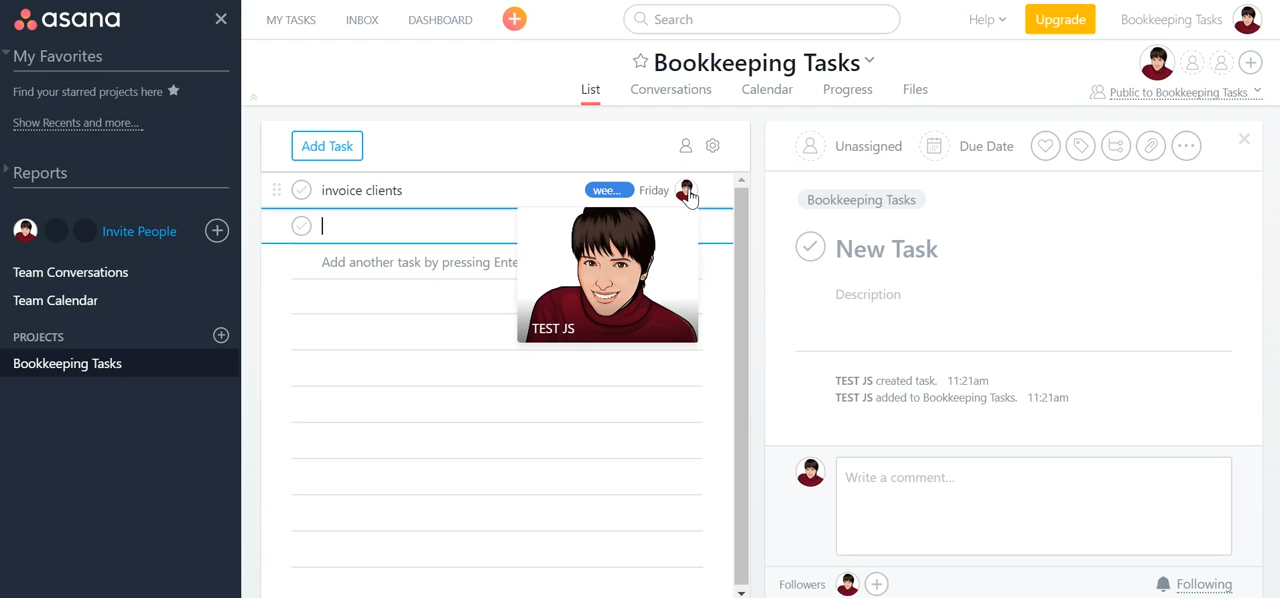 asana
My Favorites
Find your starred projects here
Show Recents and more...
Reports
Invite People
Team Conversations
Team Calendar
PROJECTS
Bookkeeping Tasks
MY TASKS INBOX DASHBOARD
Search
Help Upgrade Bookkeeping Tasks
Bookkeeping Tasks
List Conversations Calendar Progress Files
Public to Bookkeeping Tasks
Add Task
invoice clients wee... Friday
Add another task by pressing Ente
TEST JS
Unassigned Due Date
Bookkeeping Tasks
New Task
Description
TEST JS created task. 11:21am
TEST JS added to Bookkeeping Tasks. 11:21am
Write a comment...
Followers Following